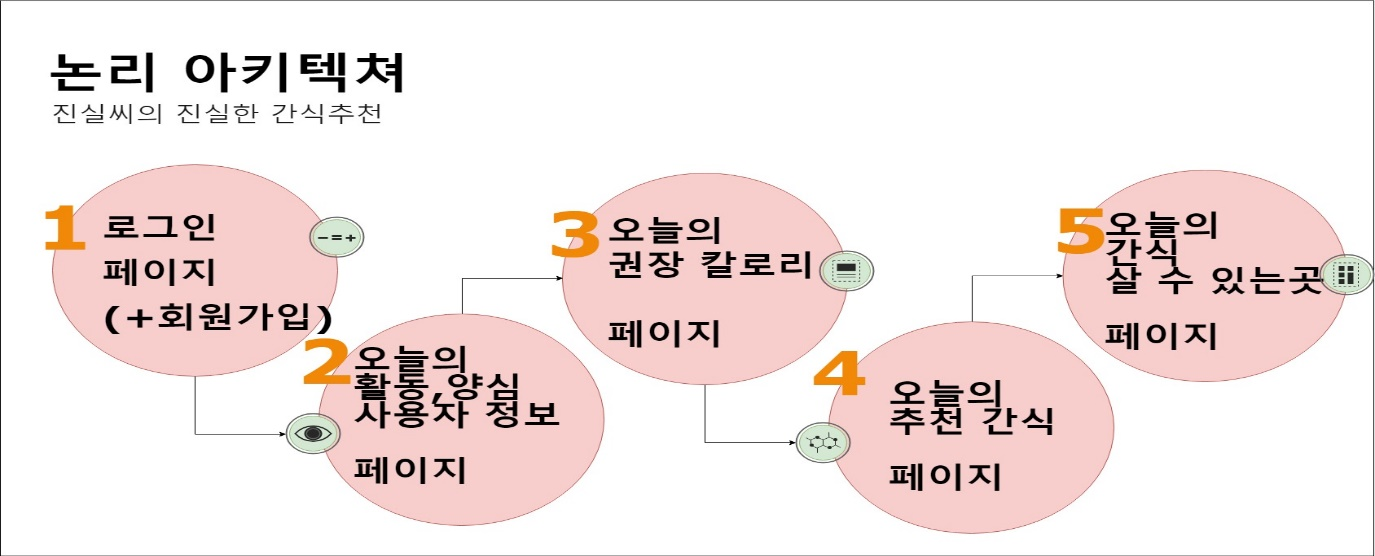 논리 아키텍쳐
진실씨의 진실한 간식추천
1
로그인
페이지
(+회원가입)
−=+
2
오늘의
활동,양심
사용자 정보
페이지
3
오늘의
권장 칼로리
페이지
4
오늘의
추천 간식
페이지
5
오늘의
간식
살 수 있는곳
페이지